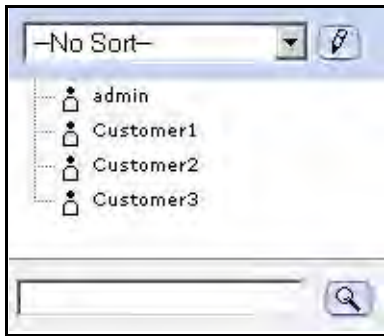 --No Sort--
admin
Customer1
Customer2
Customer3